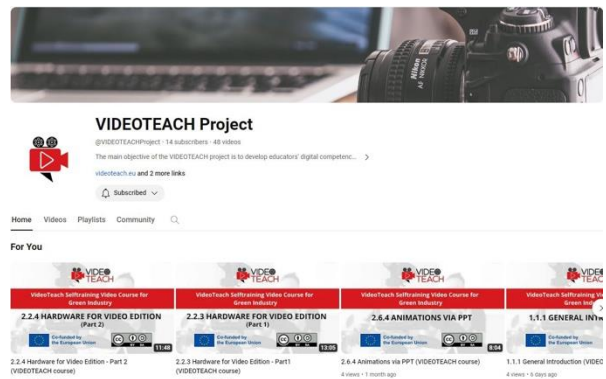 Nikon
VIDEOTEACH Project
@VIDEOTEACHProject · 14 subscribers · 48 videos
The main objective of the VIDEOTEACH project is to develop educators' digital competenc...
videoteach.eu and 2 more links
Subscribed
Home Videos Playlists Community
For You
VIDEO TEACH
VideoTeach Selftraining Video Course for
Green Industry
2.2.4 HARDWARE FOR VIDEO EDITION
(Part 2)
Co-funded by
the European Union
11:48
2.2.4 Hardware for Video Edition - Part 2
(VIDEOTEACH course)
VIDEO TEACH
VideoTeach Selftraining Video Course for
Green Industry
2.2.3 HARDWARE FOR VIDEO EDITION
(Part 1)
Co-funded by
the European Union
13:05
2.2.3 Hardware for Video Edition - Part1
(VIDEOTEACH course)
VIDEO TEACH
VideoTeach Selftraining Video Course for
Green Industry
2.6.4 ANIMATIONS VIA PPT
Co-funded by
the European Union
8:04
2.6.4 Animations via PPT (VIDEOTEACH course)
4 views · 1 month ago
VIDEO TEACH
VideoTeach Selftraining Vi
Green Ind
1.1.1 GENERAL INTR
Co-funded by
the European Union
1.1.1 General Introduction (VIDEO
4 views · 6 days ago